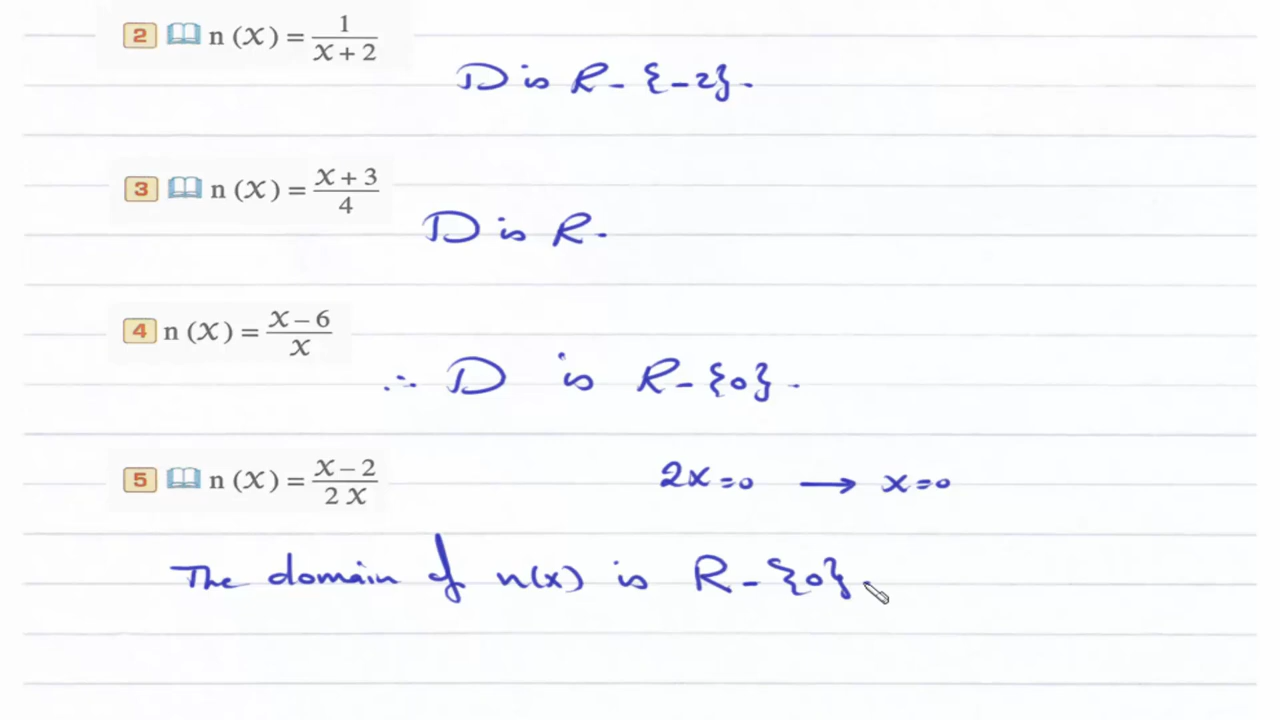 2 n (x) = 1/(x + 2)
D is R - {-2}.
3 n (x) = (x + 3)/4
D is R.
4 n (x) = (x - 6)/x
∴ D is R - {0}.
5 n (x) = (x - 2)/(2 x)
2x = 0 → x = 0
The domain of n(x) is R - {0}